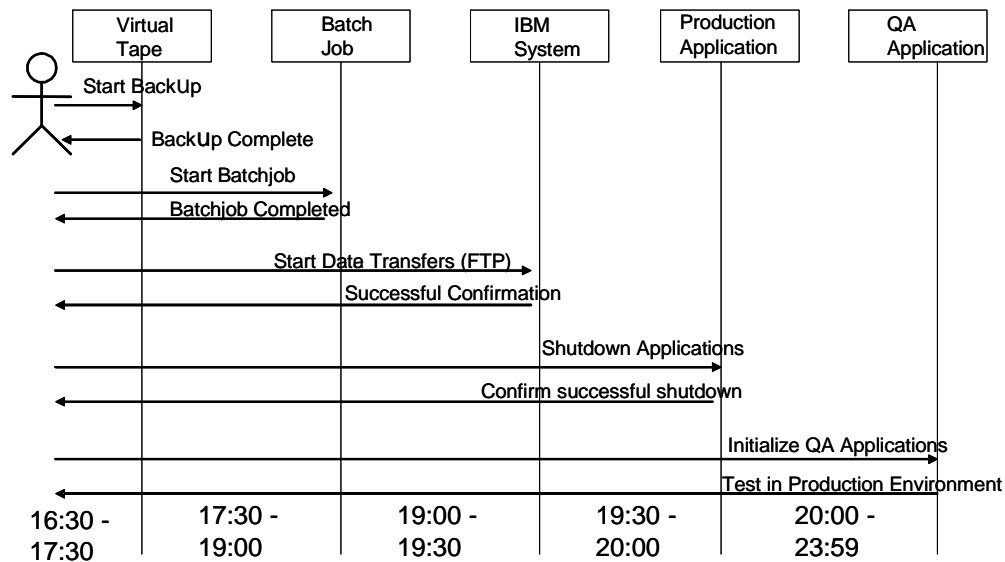 Virtual
Tape
Batch
Job
IBM
System
Production
Application
QA
Application
Start BackUp
BackUp Complete
Start Batchjob
Batchjob Completed
Start Date Transfers (FTP)
Successful Confirmation
Shutdown Applications
Confirm successful shutdown
Initialize QA Applications
Test in Production Environment
16:30 -
17:30
17:30 -
19:00
19:00 -
19:30
19:30 -
20:00
20:00 -
23:59